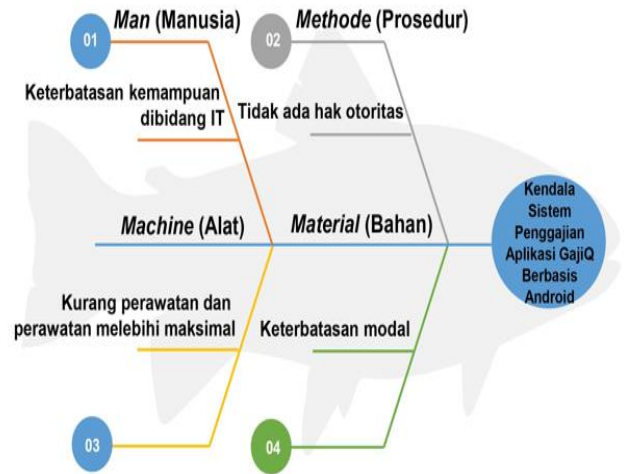 Man (Manusia)
01
Keterbatasan kemampuan
dibidang IT
Methode (Prosedur)
02
Tidak ada hak otoritas
Machine (Alat)
Kurang perawatan dan
perawatan melebihi maksimal
03
Material (Bahan)
Keterbatasan modal
04
Kendala
Sistem
Penggajian
Aplikasi GajiQ
Berbasis
Android